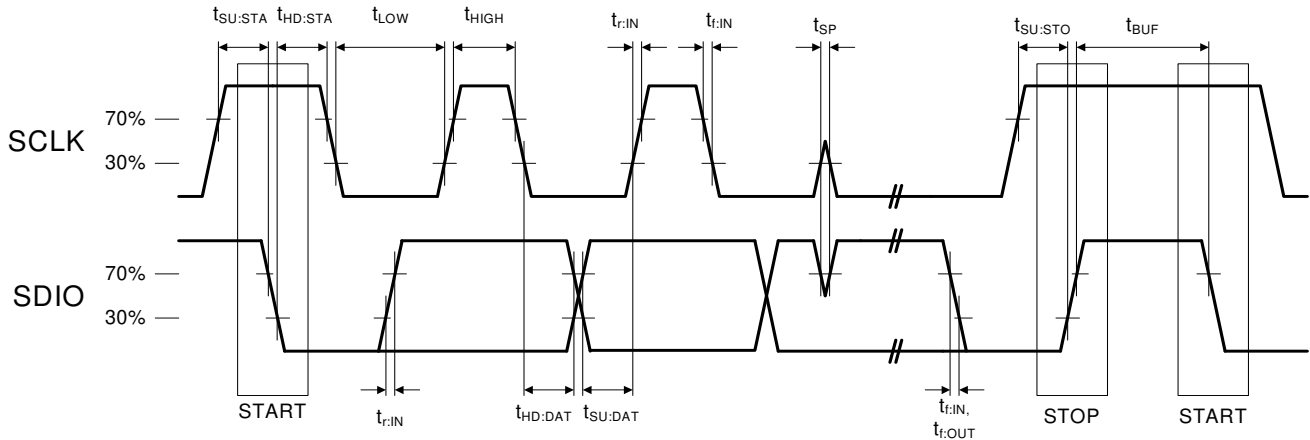 tSU:STA tHD:STA tLOW tHIGH tr:IN tf:IN tSP tSU:STO tBUF
70%
SCLK
30%
70%
SDIO
30%
START tr:IN tHD:DAT tSU:DAT tf:IN, tf:OUT STOP START